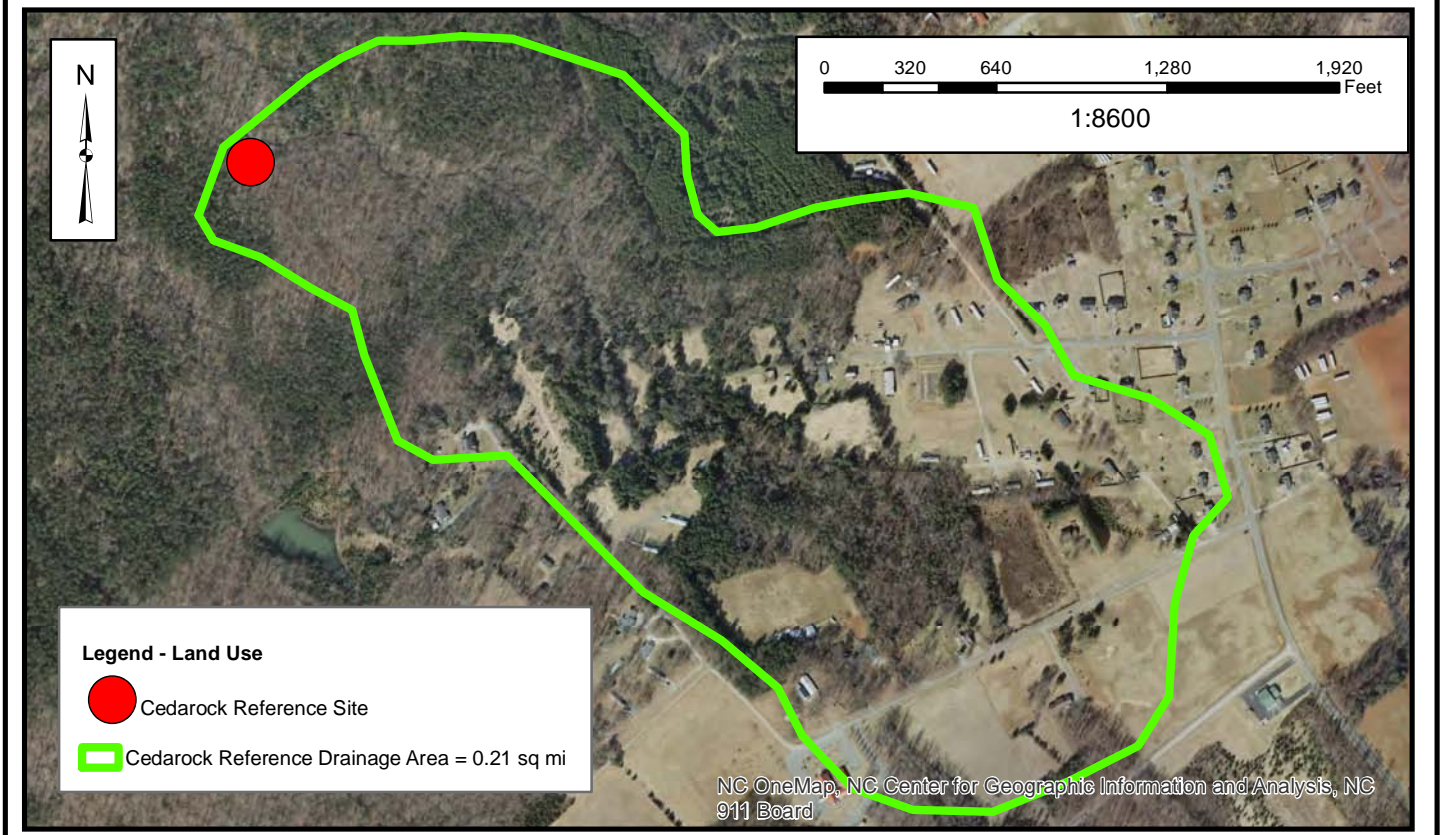 N
0 320 640 1,280 1,920
Feet
1:8600
Legend - Land Use
Cedarock Reference Site
Cedarock Reference Drainage Area = 0.21 sq mi
NC OneMap, NC Center for Geographic Information and Analysis, NC
911 Board